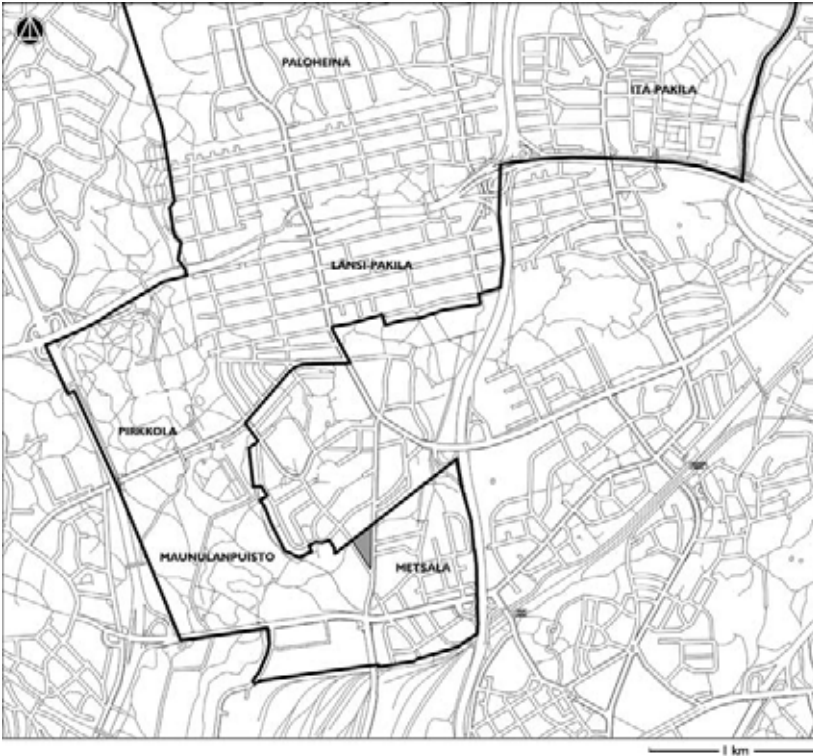 PALOHEINÄ
ITÄ-PAKILA
LÄNSI-PAKILA
PIRKKOLA
MAUNULANPUISTO
METSÄLÄ
1 km